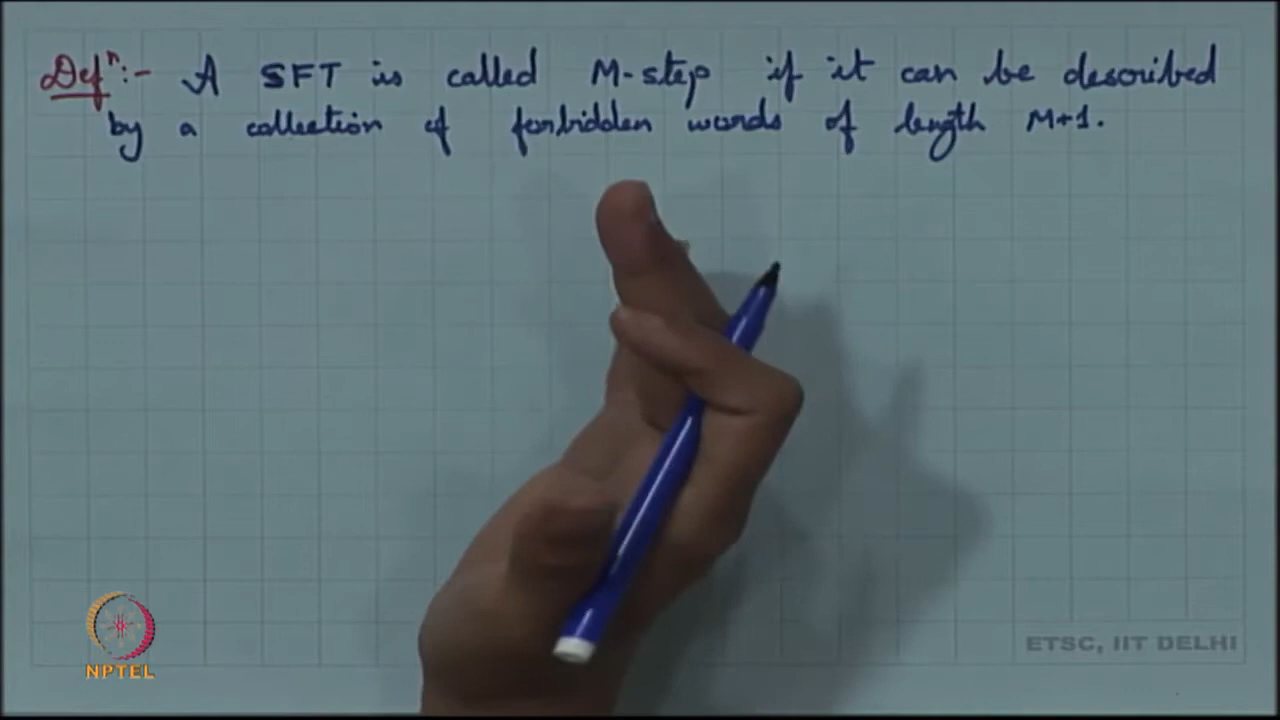 Defⁿ:- A SFT is called M-step if it can be described
by a collection of forbidden words of length M+1.
NPTEL
ETSC, IIT DELHI